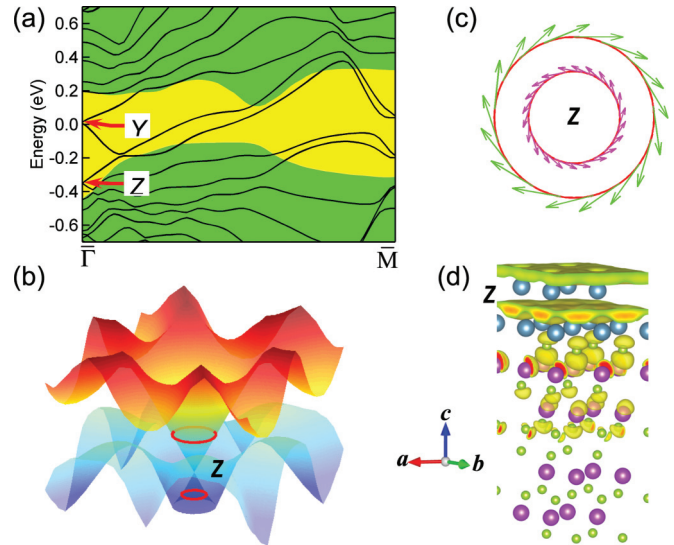 (a)
Energy (eV)
0.6
0.4
0.2
0.0
-0.2
-0.4
-0.6
Y
Z
Γ̄
M̄
(b)
Z
(c)
Z
(d)
Z
c
a
b